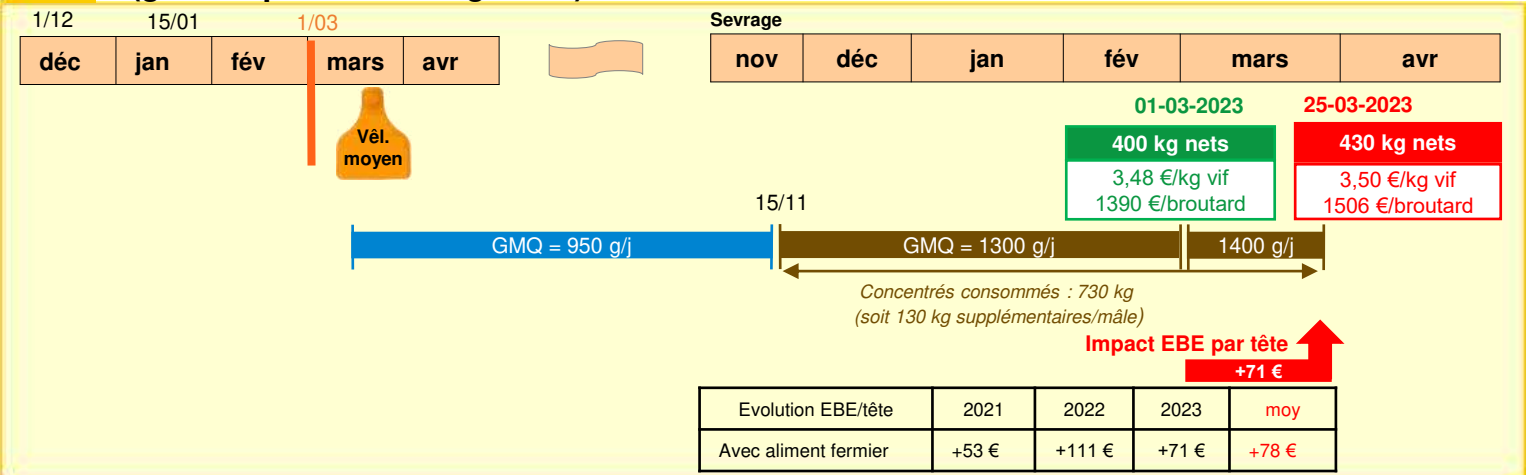 1/12 15/01 1/03 Sevrage
déc jan fév mars avr nov déc jan fév mars avr
01-03-2023 25-03-2023
Vêl.
moyen
400 kg nets 430 kg nets
3,48 €/kg vif 3,50 €/kg vif
1390 €/broutard 1506 €/broutard
15/11
GMQ = 950 g/j GMQ = 1300 g/j 1400 g/j
Concentrés consommés : 730 kg
(soit 130 kg supplémentaires/mâle)
Impact EBE par tête
+71 €
Evolution EBE/tête 2021 2022 2023 moy
Avec aliment fermier +53 € +111 € +71 € +78 €